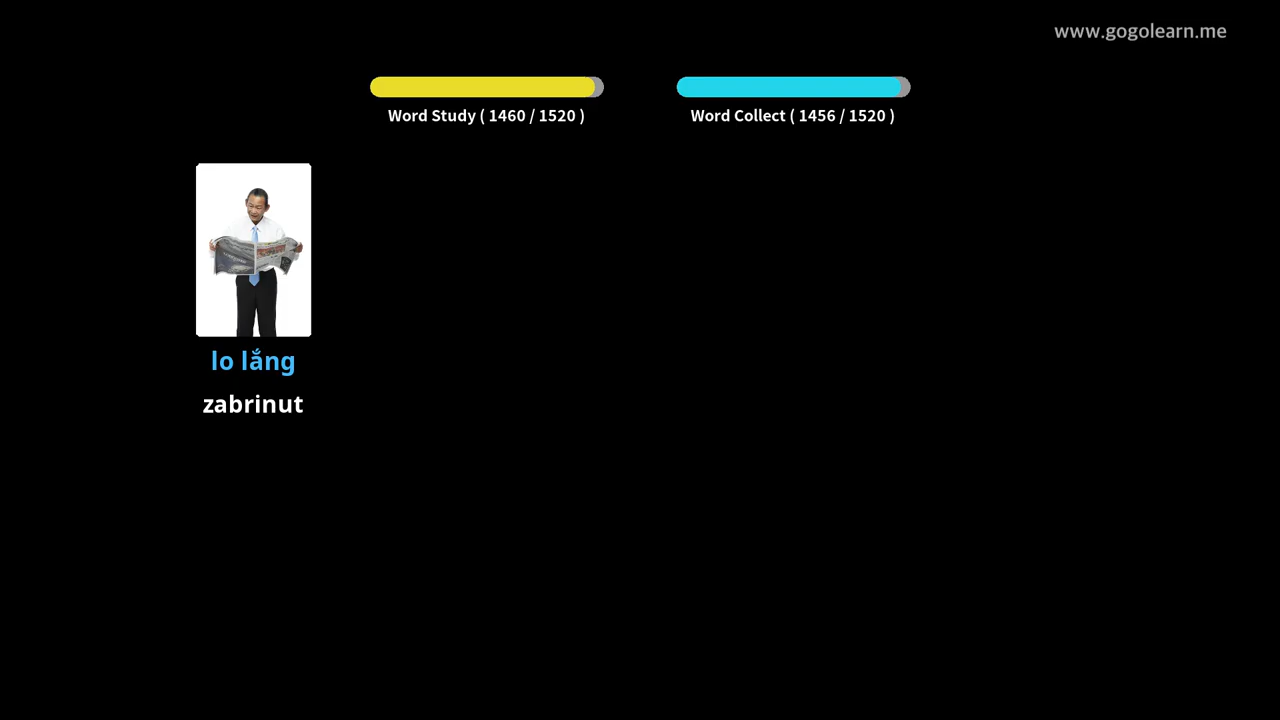 www.gogolearn.me
Word Study ( 1460 / 1520 )
Word Collect ( 1456 / 1520 )
lo lắng
zabrinut